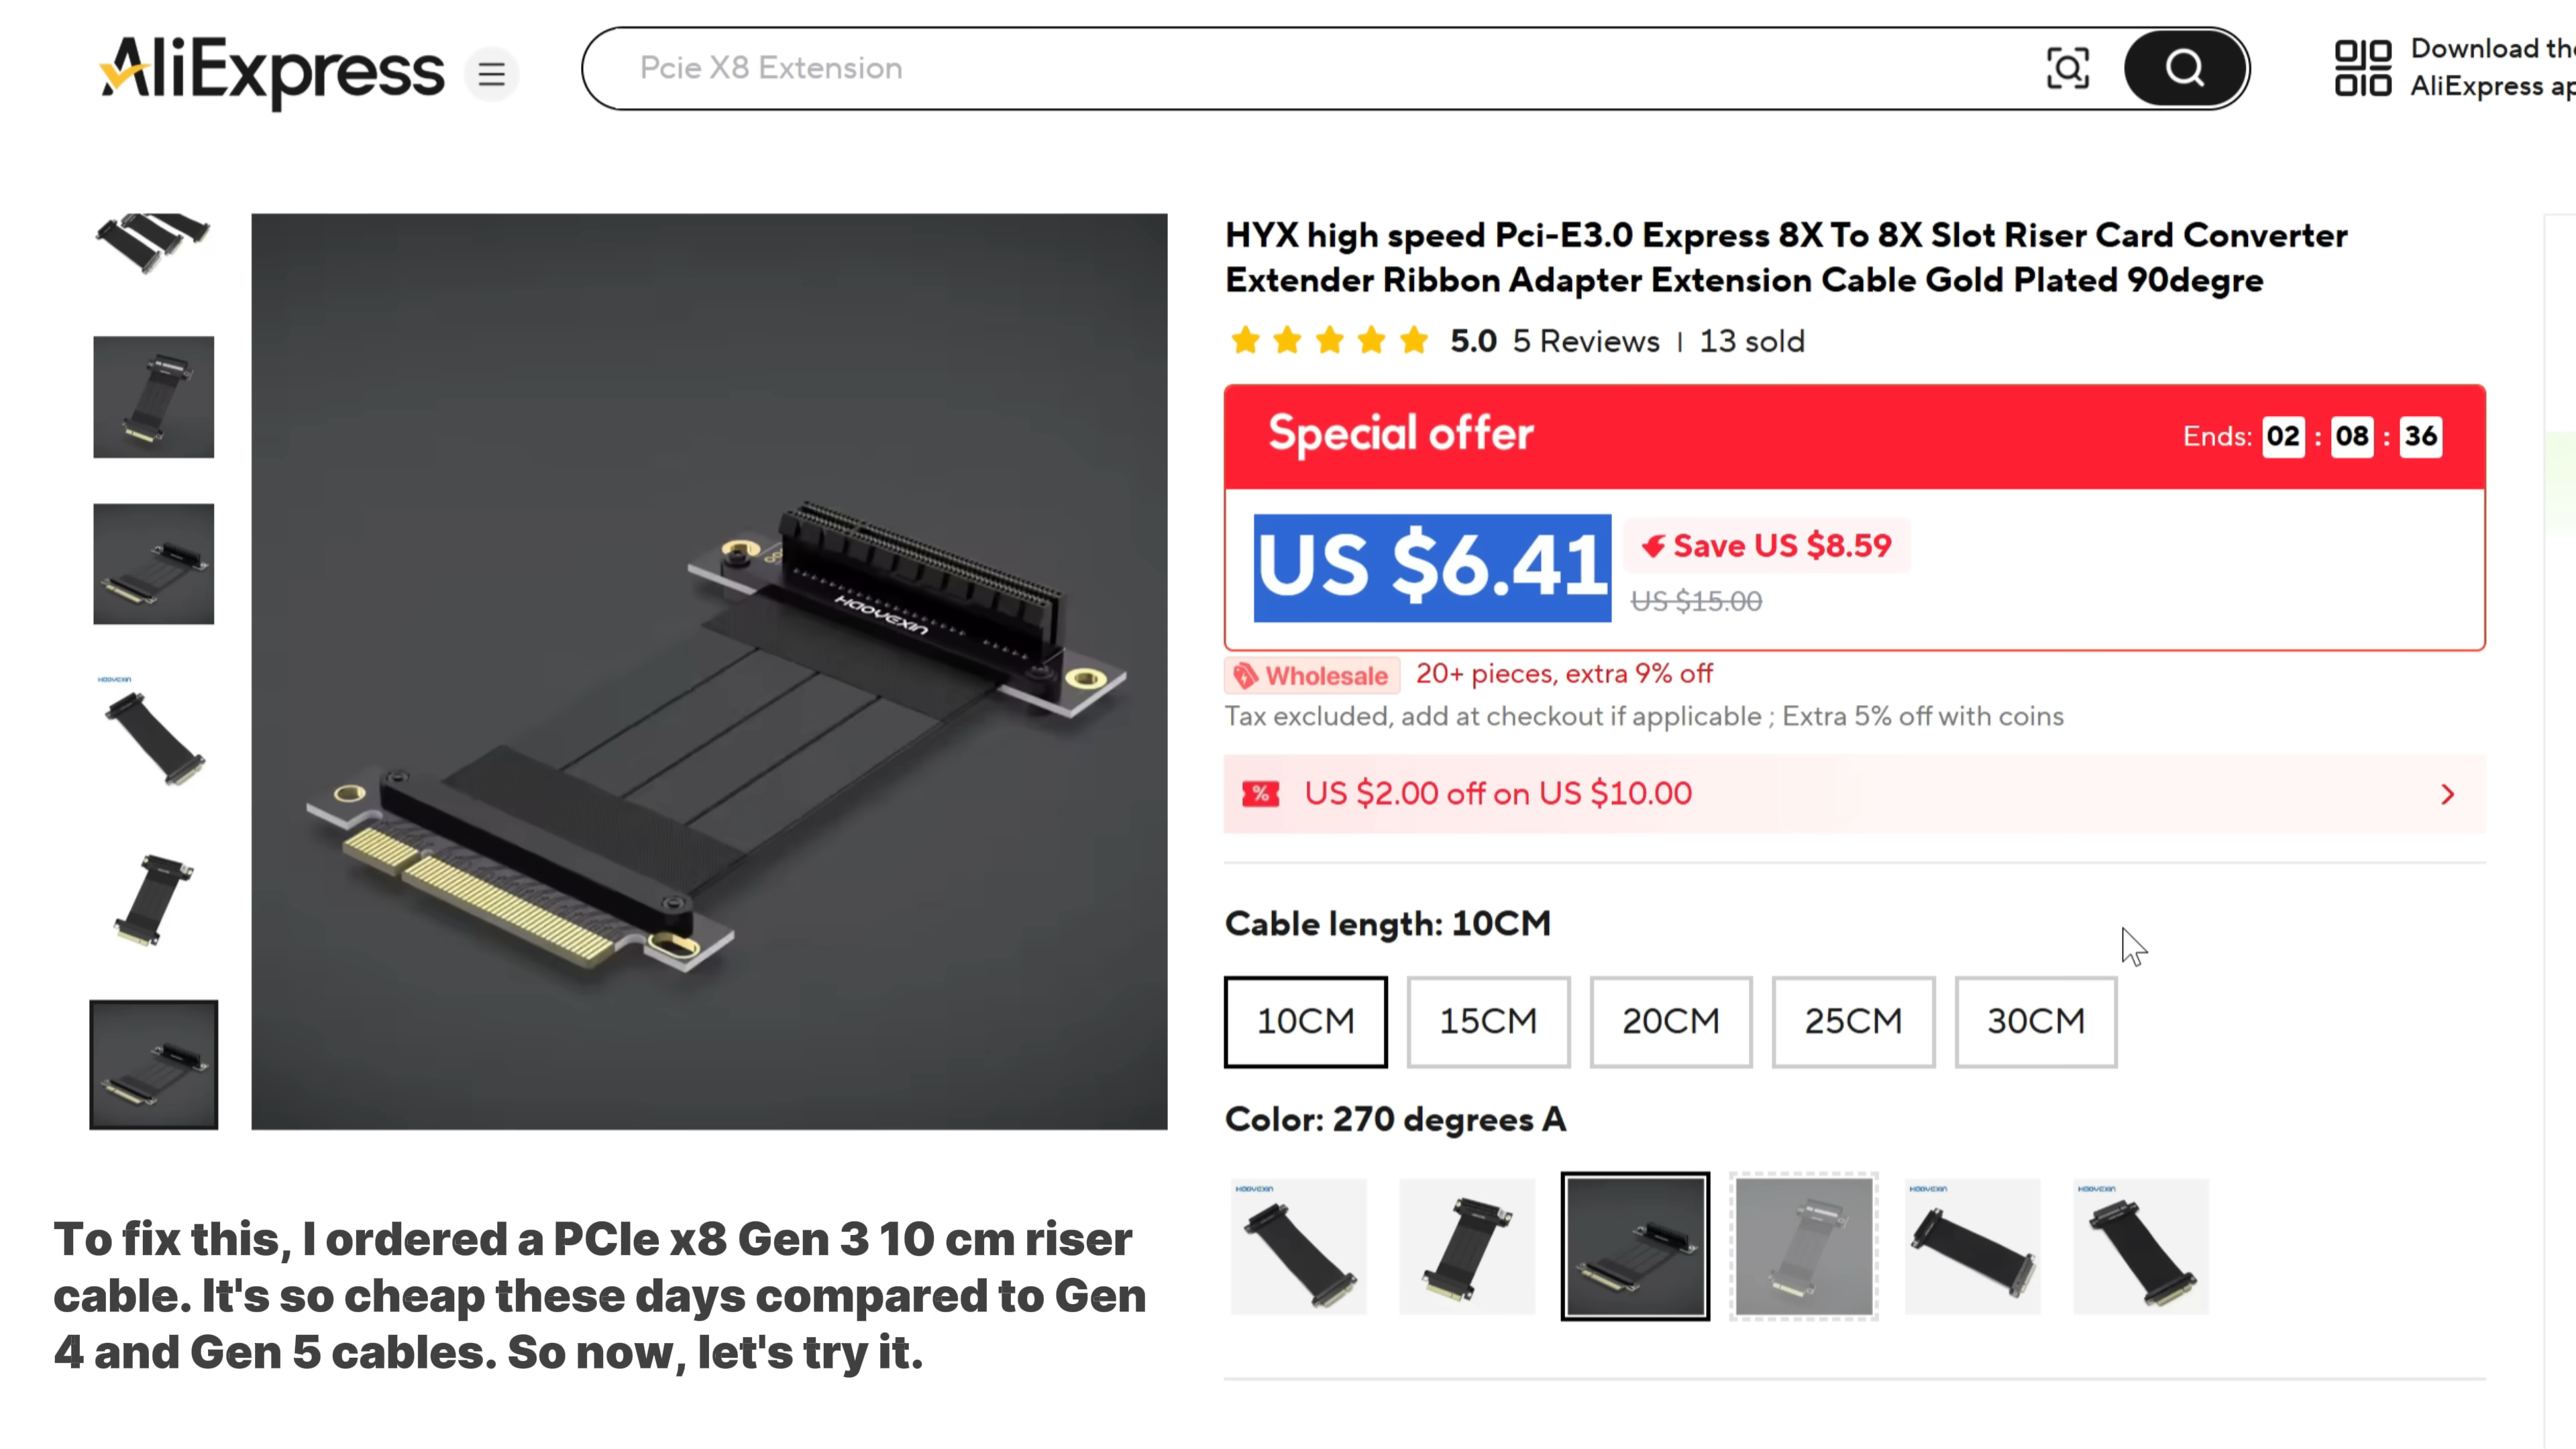 AliExpress
Pcie X8 Extension
Download the
AliExpress ap
HYX high speed Pci-E3.0 Express 8X To 8X Slot Riser Card Converter
Extender Ribbon Adapter Extension Cable Gold Plated 90degre
5.0 5 Reviews | 13 sold
Special offer
Ends: 02 : 08 : 36
US $6.41
Save US $8.59
US $15.00
Wholesale 20+ pieces, extra 9% off
Tax excluded, add at checkout if applicable ; Extra 5% off with coins
% US $2.00 off on US $10.00
Cable length: 10CM
10CM 15CM 20CM 25CM 30CM
Color: 270 degrees A
HAOVEXIN
HAOVEXIN
HAOVEXIN HAOVEXIN HAOVEXIN
To fix this, I ordered a PCIe x8 Gen 3 10 cm riser
cable. It's so cheap these days compared to Gen
4 and Gen 5 cables. So now, let's try it.